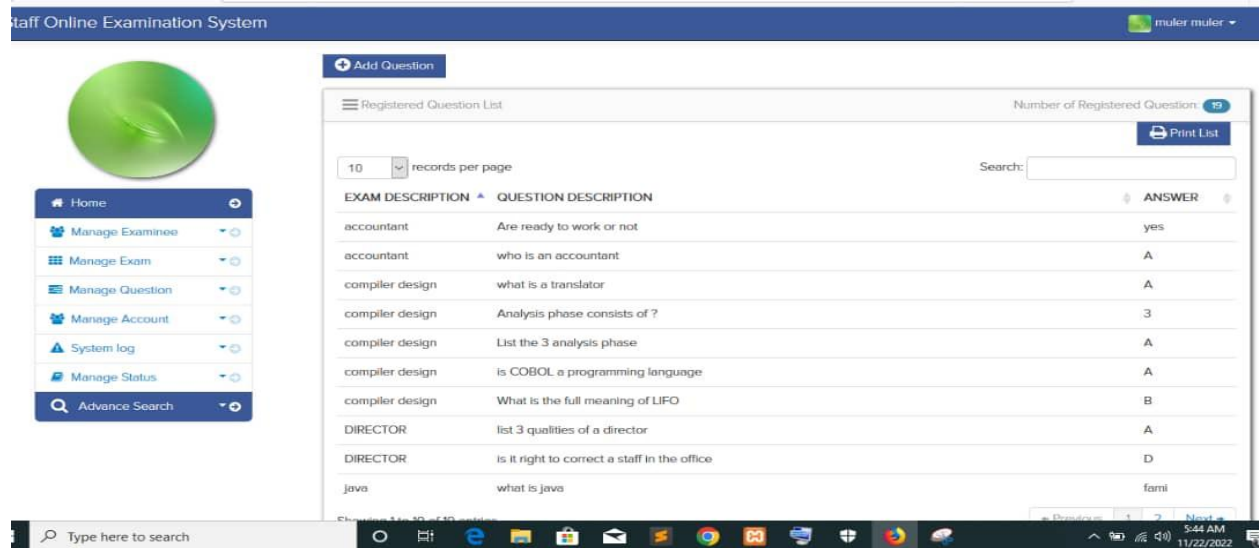 taff Online Examination System
muler muler
Add Question
Registered Question List
Number of Registered Question: 19
Print List
10 records per page
Search:
EXAM DESCRIPTION QUESTION DESCRIPTION ANSWER
accountant Are ready to work or not yes
accountant who is an accountant A
compiler design what is a translator A
compiler design Analysis phase consists of ? 3
compiler design List the 3 analysis phase A
compiler design is COBOL a programming language A
compiler design What is the full meaning of LIFO B
DIRECTOR list 3 qualities of a director A
DIRECTOR is it right to correct a staff in the office D
java what is java fami
Previous 1 2 Next
Home
Manage Examinee
Manage Exam
Manage Question
Manage Account
System log
Manage Status
Advance Search
Type here to search
5:44 AM
11/22/2022